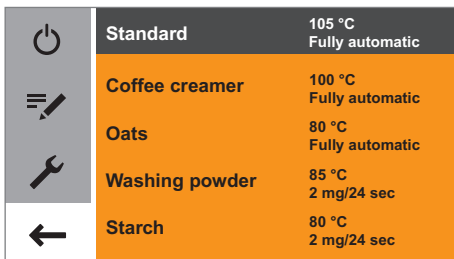 Standard
105 °C
Fully automatic
Coffee creamer
100 °C
Fully automatic
Oats
80 °C
Fully automatic
Washing powder
85 °C
2 mg/24 sec
Starch
80 °C
2 mg/24 sec